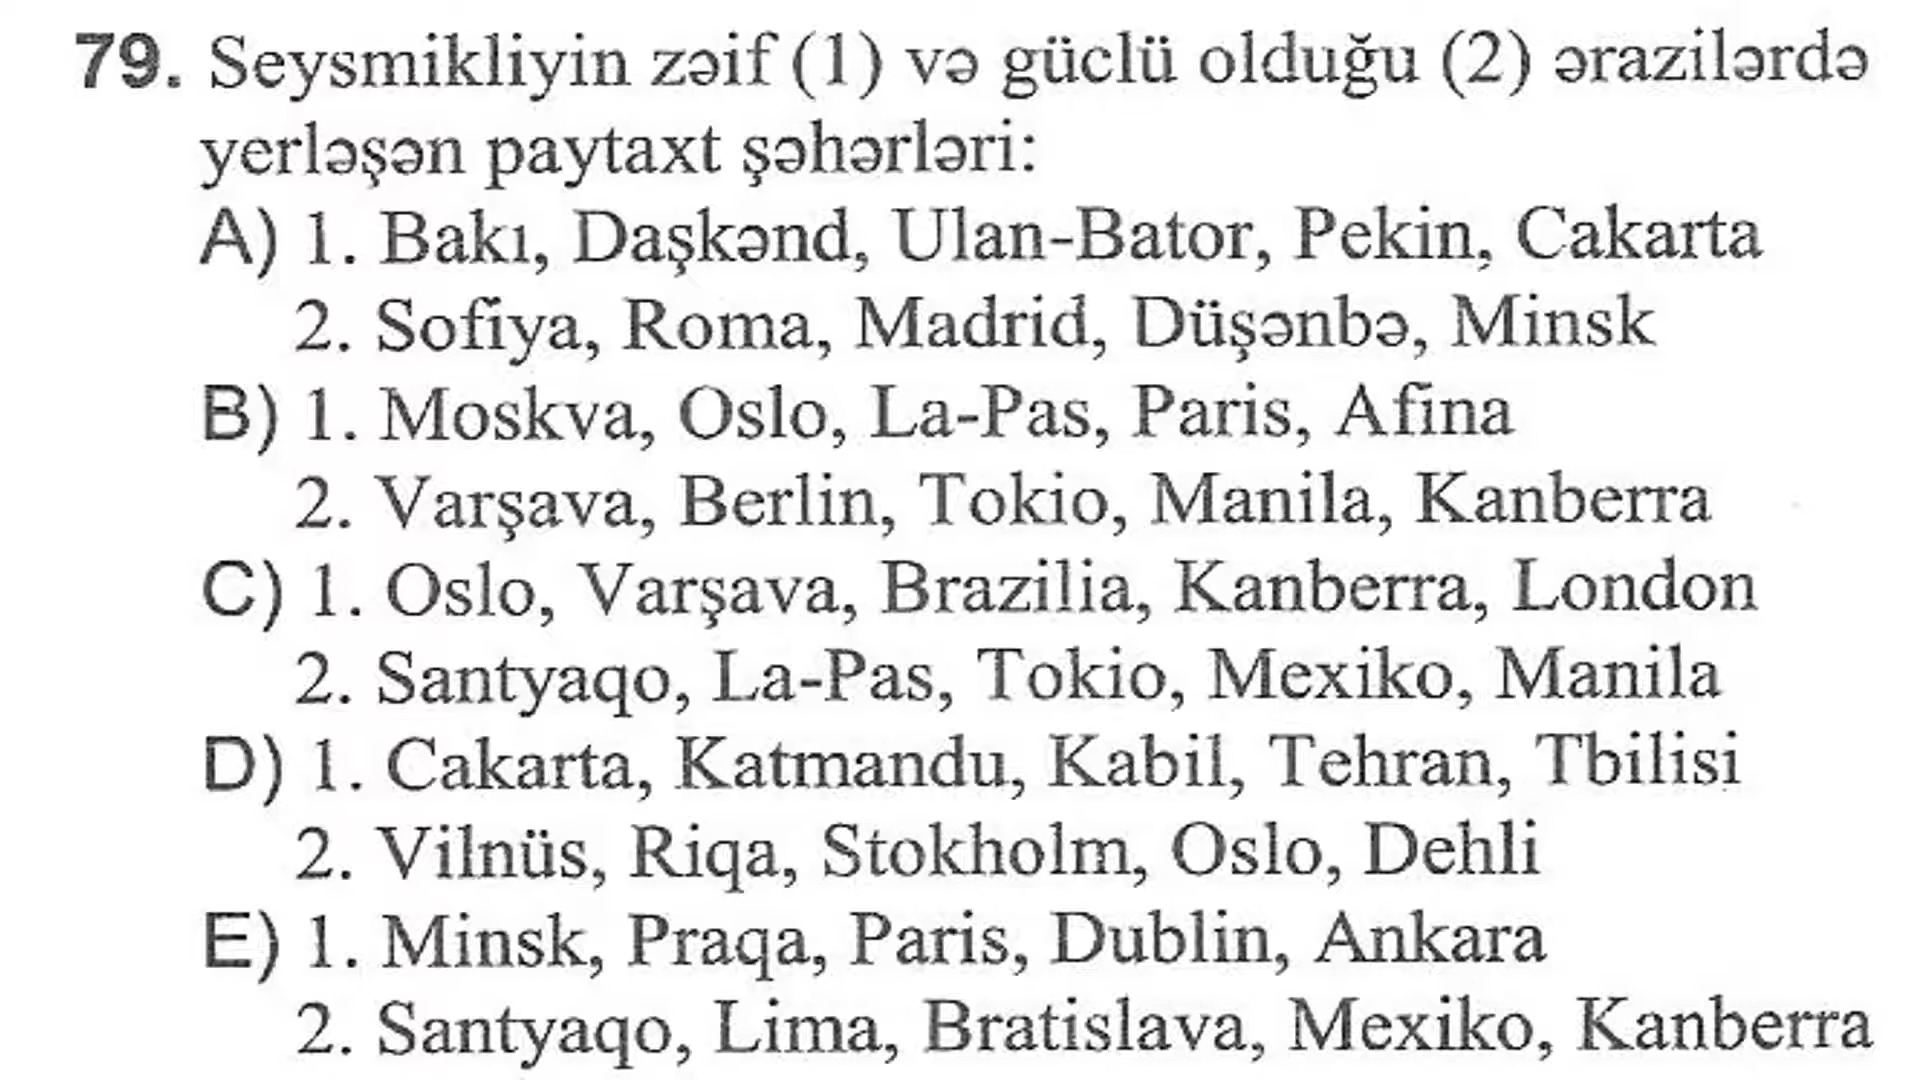 79. Seysmikliyin zəif (1) və güclü olduğu (2) ərazilərdə
yerləşən paytaxt şəhərləri:
A) 1. Bakı, Daşkənd, Ulan-Bator, Pekin, Cakarta
2. Sofiya, Roma, Madrid, Düşənbə, Minsk
B) 1. Moskva, Oslo, La-Pas, Paris, Afina
2. Varşava, Berlin, Tokio, Manila, Kanberra
C) 1. Oslo, Varşava, Brazilia, Kanberra, London
2. Santyaqo, La-Pas, Tokio, Mexiko, Manila
D) 1. Cakarta, Katmandu, Kabil, Tehran, Tbilisi
2. Vilnüs, Riqa, Stokholm, Oslo, Dehli
E) 1. Minsk, Praqa, Paris, Dublin, Ankara
2. Santyaqo, Lima, Bratislava, Mexiko, Kanberra